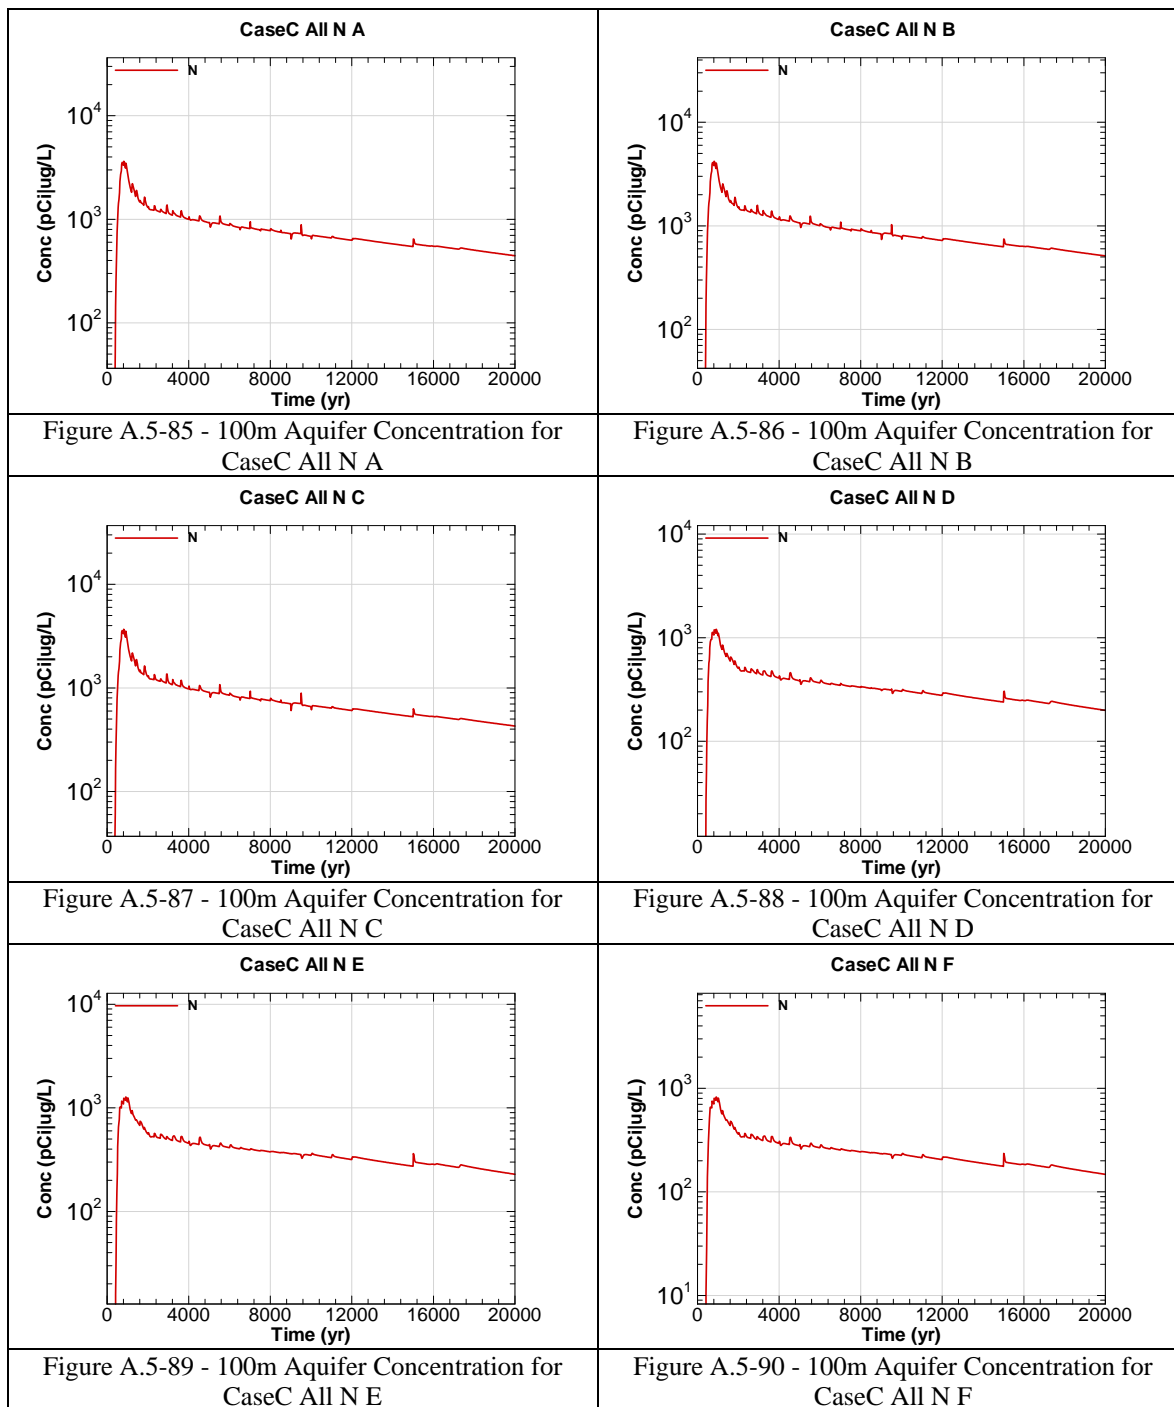 CaseC All N A
N
Conc (pCi|ug/L)
10^4
10^3
10^2
0 4000 8000 12000 16000 20000
Time (yr)
Figure A.5-85 - 100m Aquifer Concentration for
CaseC All N A
CaseC All N B
N
Conc (pCi|ug/L)
10^4
10^3
10^2
0 4000 8000 12000 16000 20000
Time (yr)
Figure A.5-86 - 100m Aquifer Concentration for
CaseC All N B
CaseC All N C
N
Conc (pCi|ug/L)
10^4
10^3
10^2
0 4000 8000 12000 16000 20000
Time (yr)
Figure A.5-87 - 100m Aquifer Concentration for
CaseC All N C
CaseC All N D
N
Conc (pCi|ug/L)
10^4
10^3
10^2
0 4000 8000 12000 16000 20000
Time (yr)
Figure A.5-88 - 100m Aquifer Concentration for
CaseC All N D
CaseC All N E
N
Conc (pCi|ug/L)
10^4
10^3
10^2
0 4000 8000 12000 16000 20000
Time (yr)
Figure A.5-89 - 100m Aquifer Concentration for
CaseC All N E
CaseC All N F
N
Conc (pCi|ug/L)
10^3
10^2
10^1
0 4000 8000 12000 16000 20000
Time (yr)
Figure A.5-90 - 100m Aquifer Concentration for
CaseC All N F